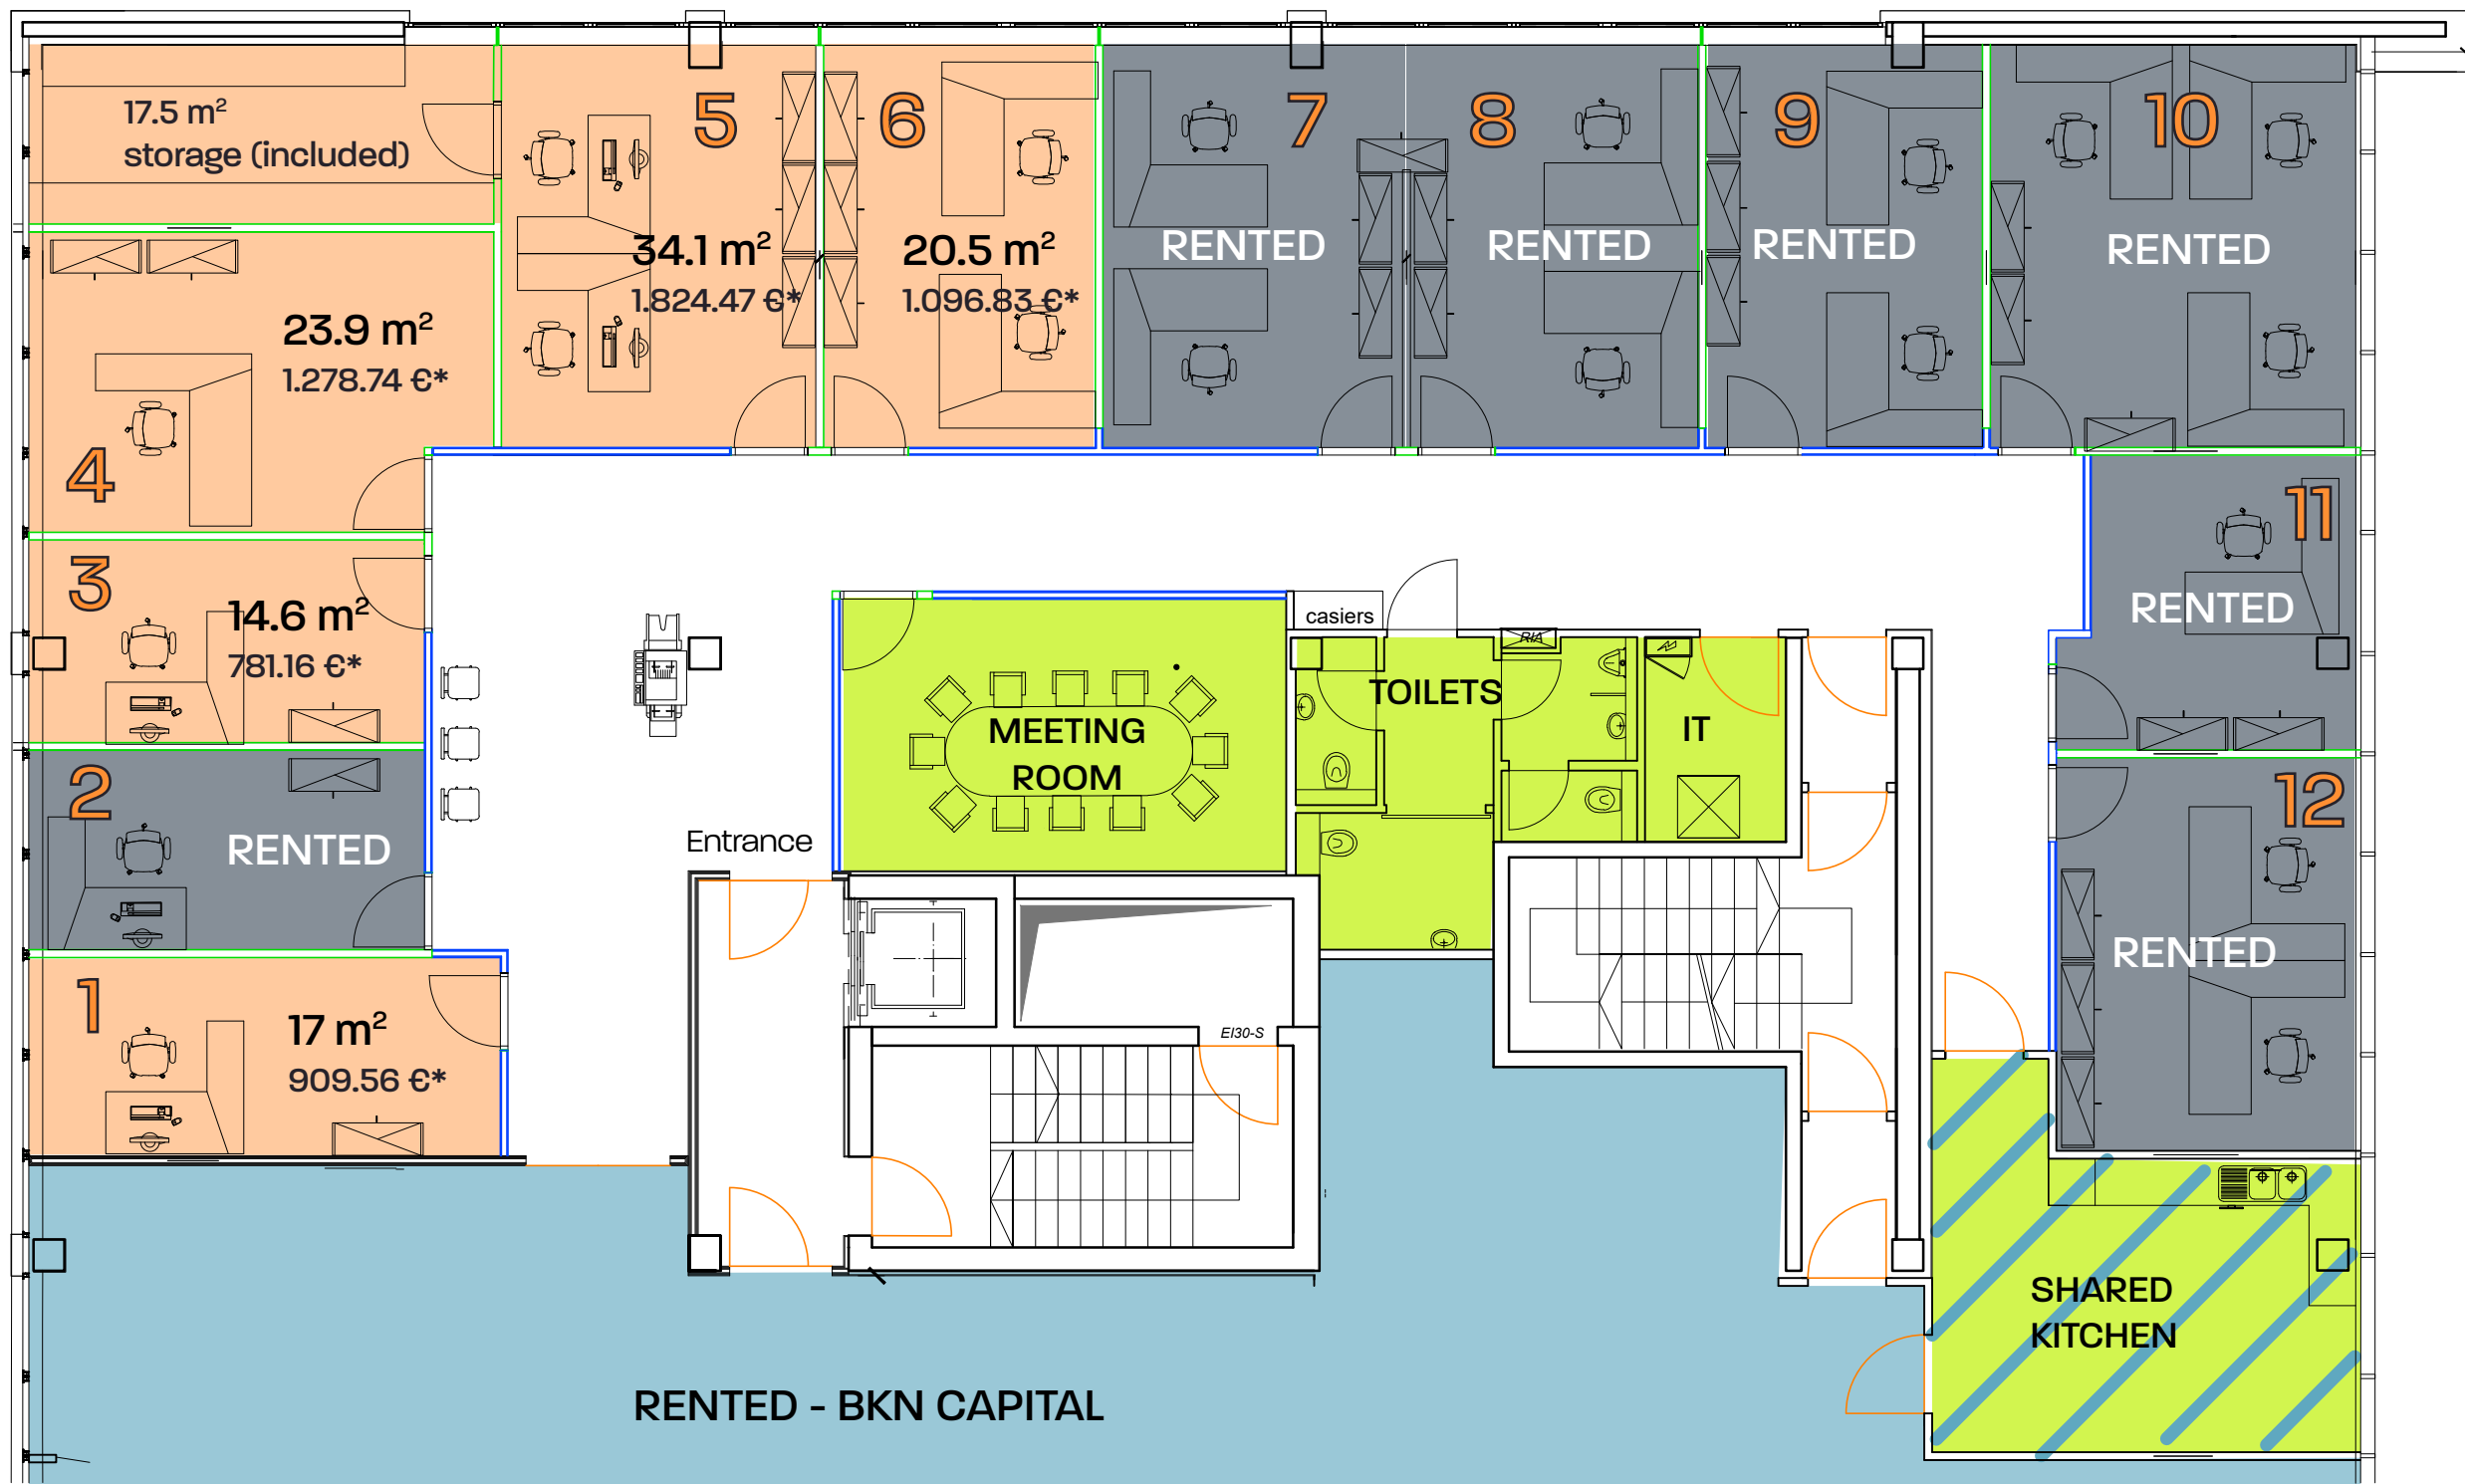 17.5 m²
storage (included)
5
34.1 m²
1.824.47 €*
6
20.5 m²
1.096.83 €*
7
RENTED
8
RENTED
9
RENTED
10
RENTED
23.9 m²
1.278.74 €*
4
3
14.6 m²
781.16 €*
2
RENTED
1
17 m²
909.56 €*
Entrance
MEETING
ROOM
casiers
TOILETS
RIA
IT
EI30-S
11
RENTED
12
RENTED
SHARED
KITCHEN
RENTED - BKN CAPITAL